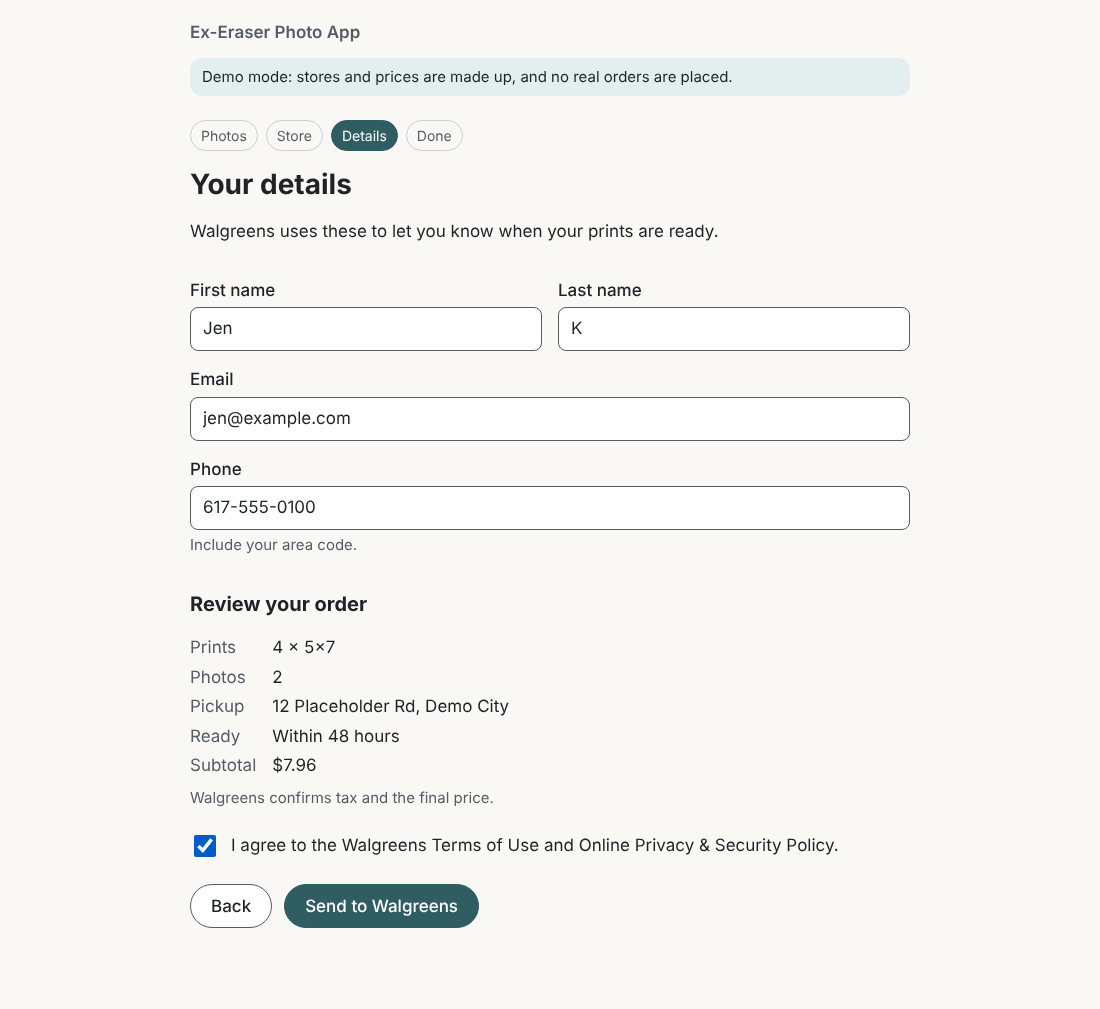 Ex-Eraser Photo App
Demo mode: stores and prices are made up, and no real orders are placed.
Photos
Store
Details
Done
Your details
Walgreens uses these to let you know when your prints are ready.
First name
Last name
Jen
K
Email
jen@example.com
Phone
617-555-0100
Include your area code.
Review your order
Prints 4 × 5×7
Photos 2
Pickup 12 Placeholder Rd, Demo City
Ready Within 48 hours
Subtotal $7.96
Walgreens confirms tax and the final price.
I agree to the Walgreens Terms of Use and Online Privacy & Security Policy.
Back
Send to Walgreens